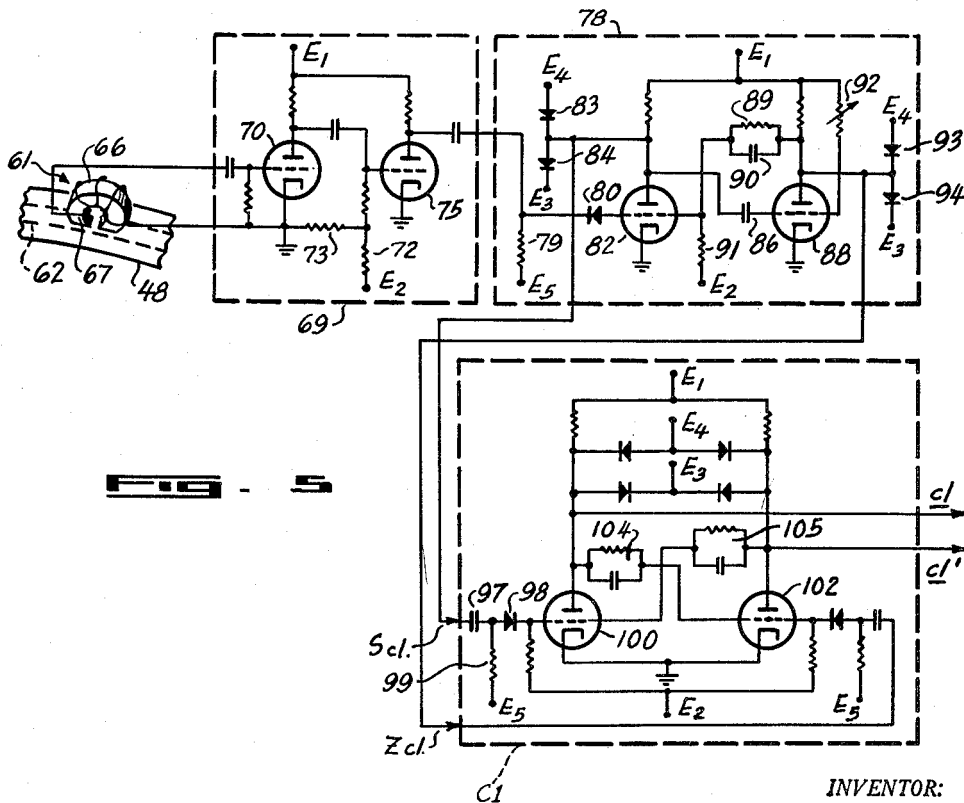 78
E1
E4
83
84
E3
E1
89
90
92
E4
93
94
E3
70
75
61
66
67
62
48
73
72
E2
69
80
82
79
E5
91
E2
86
88
E1
E4
E3
cl
cl'
104
105
102
97
98
100
Scl.
99
E5
E2
E5
Zcl.
C1
Fig. 5
INVENTOR: